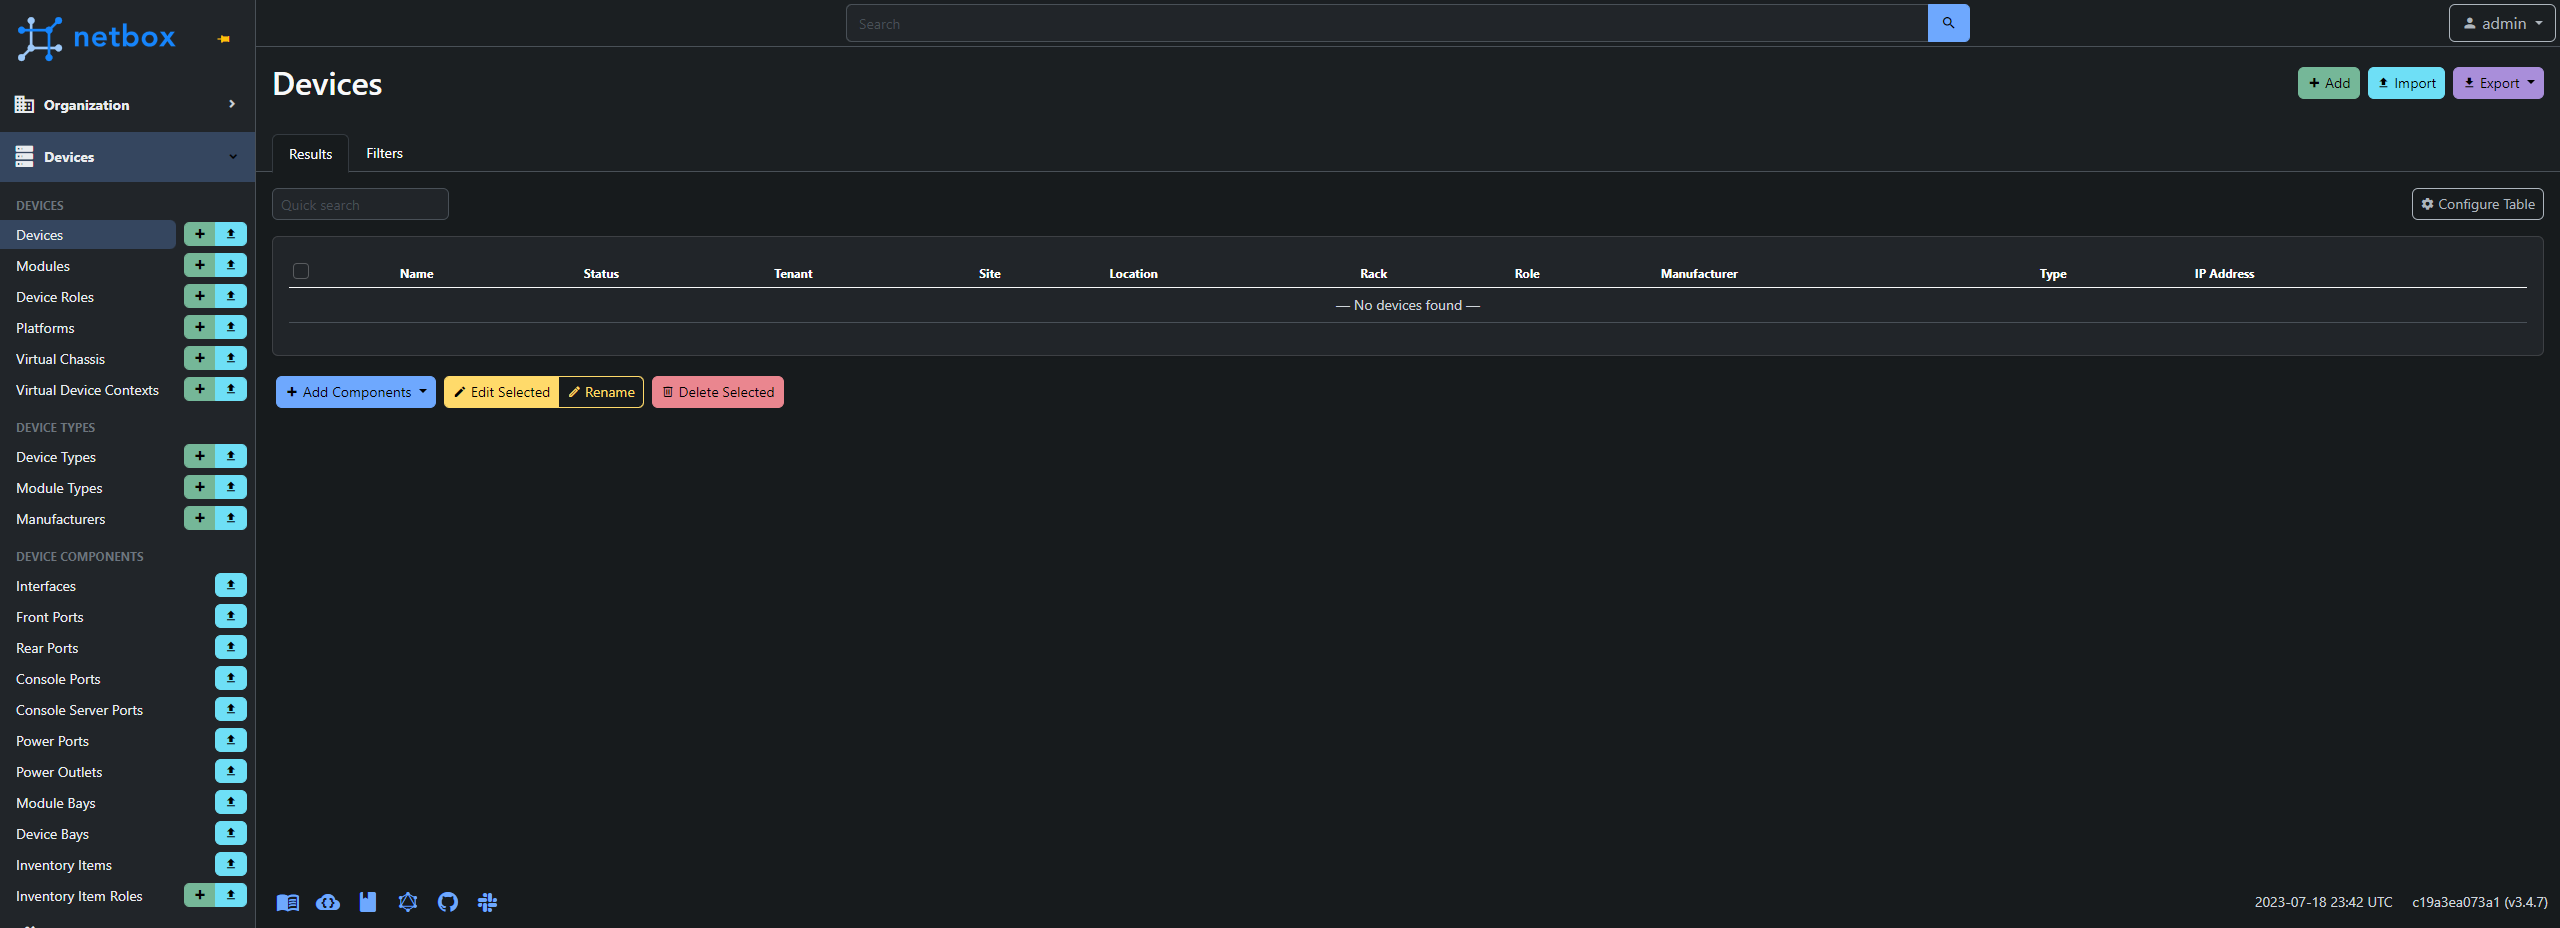 netbox
Search
admin
Organization
Devices
DEVICES
Devices
Modules
Device Roles
Platforms
Virtual Chassis
Virtual Device Contexts
DEVICE TYPES
Device Types
Module Types
Manufacturers
DEVICE COMPONENTS
Interfaces
Front Ports
Rear Ports
Console Ports
Console Server Ports
Power Ports
Power Outlets
Module Bays
Device Bays
Inventory Items
Inventory Item Roles
Devices
+ Add
Import
Export
Results
Filters
Quick search
Configure Table
Name Status Tenant Site Location Rack Role Manufacturer Type IP Address
— No devices found —
+ Add Components
Edit Selected
Rename
Delete Selected
2023-07-18 23:42 UTC c19a3ea073a1 (v3.4.7)